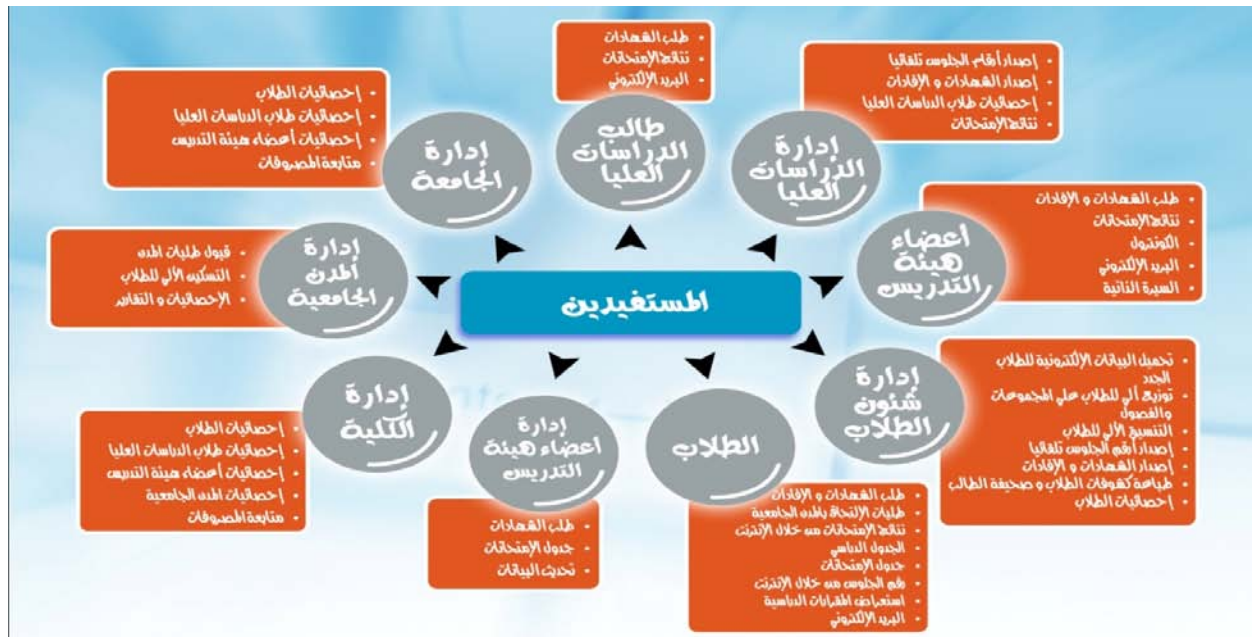 المستفيدين
طالب
الدراسات
العليا
طلب الشهادات
نتائج الإمتحانات
البريد الإلكتروني
إدارة
الدراسات
العليا
إصدار أرقام الجلوس تلقائيا
إصدار الشهادات و الإفادات
إحصائيات طلاب الدراسات العليا
نتائج الإمتحانات
أعضاء
هيئة
التدريس
طلب الشهادات و الإفادات
نتائج الإمتحانات
الكونترول
البريد الإلكتروني
السيرة الذاتية
إدارة
شئون
الطلاب
تحميل البيانات الإلكترونية للطلاب
الجدد
توزيع ألي للطلاب علي المجموعات
والفصول
التنسيق الألي للطلاب
إصدار أرقم الجلوس تلقائيا
إصدار الشهادات و الإفادات
طباعة كشوفات الطلاب و صحيفة الطالب
إحصائيات الطلاب
الطلاب
طلب الشهادات و الإفادات
طلبات الإلتحاق بالمدن الجامعية
نتائج الإمتحانات من خلال الإنترنت
الجدول الدراسي
جدول الإمتحانات
رقم الجلوس من خلال الإنترنت
استعراض المقرارات الدراسية
البريد الإلكتروني
إدارة
أعضاء هيئة
التدريس
طلب الشهادات
جدول الإمتحانات
تحديث البيانات
إدارة
الكلية
إحصائيات الطلاب
إحصائيات طلاب الدراسات العليا
إحصائيات أعضاء هيئة التدريس
إحصائيات المدن الجامعية
متابعة المصروفات
إدارة
المدن
الجامعية
قبول طلبات المدن
التسكين الألي للطلاب
الإحصائيات و التقارير
إدارة
الجامعة
إحصائيات الطلاب
إحصائيات طلاب الدراسات العليا
إحصائيات أعضاء هيئة التدريس
متابعة المصروفات